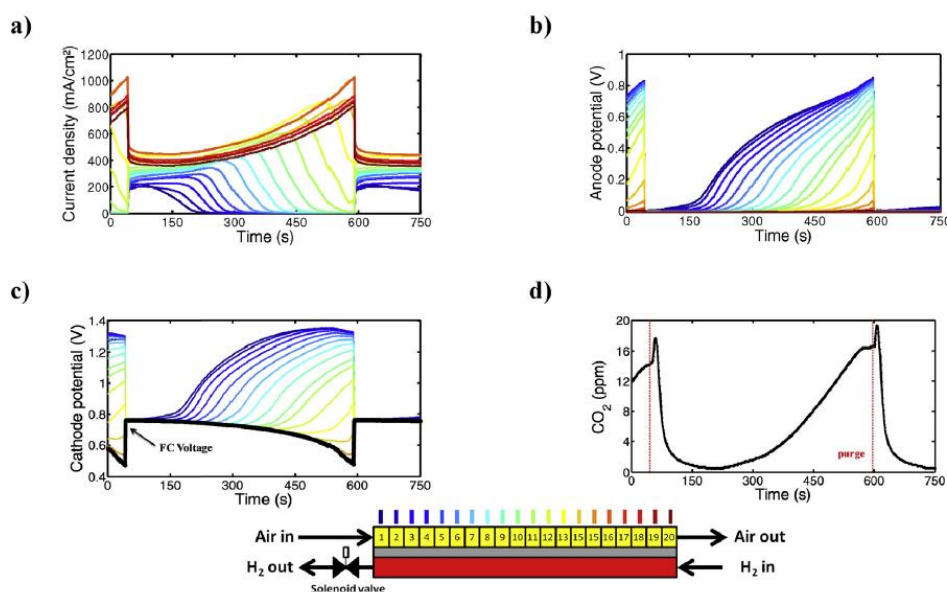 a)
b)
1200
1000
800
600
400
200
0
0 150 300 450 600 750
Time (s)
Current density (mA/cm²)
1
0.8
0.6
0.4
0.2
0
0 150 300 450 600 750
Time (s)
Anode potential (V)
c)
d)
1.4
1.2
1.0
0.8
0.6
0.4
0 150 300 450 600 750
Time (s)
Cathode potential (V)
FC Voltage
20
16
12
8
4
0
0 150 300 450 600 750
Time (s)
CO₂ (ppm)
purge
Air in
1 2 3 4 5 6 7 8 9 10 11 12 13 15 15 16 17 18 19 20
Air out
H₂ out
H₂ in
Solenoid valve